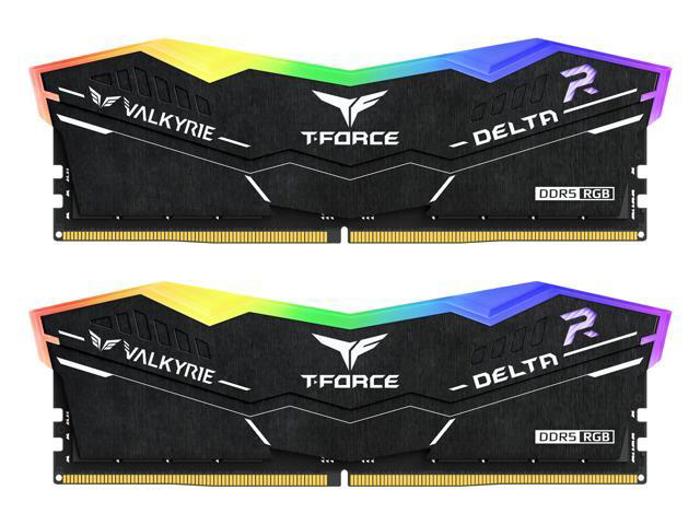 VALKYRIE
T-FORCE
DELTA
R
DDR5 RGB
VALKYRIE
T-FORCE
DELTA
R
DDR5 RGB